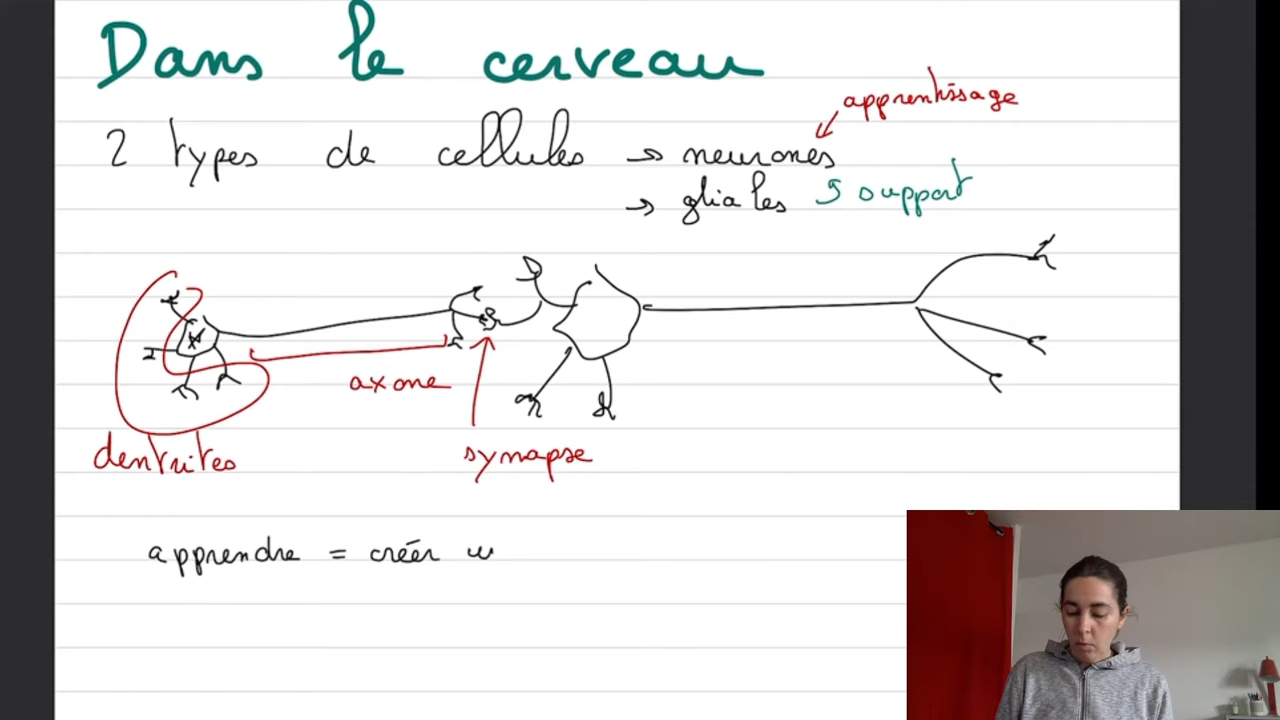 Dans le cerveau
apprentissage
2 types de cellules → neurones
→ gliales support
axone
dentrites
synapse
apprendre = créer u